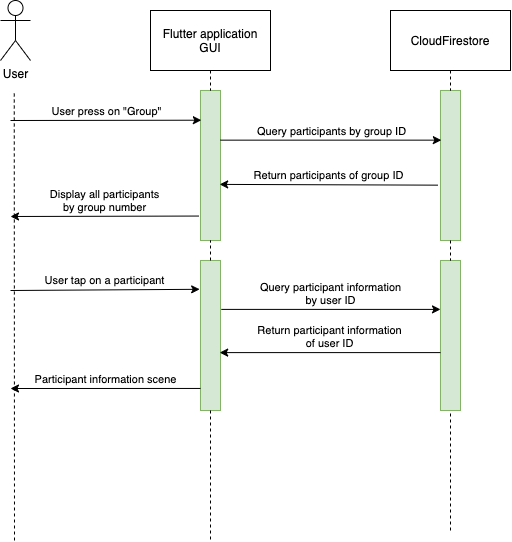 Flutter application
GUI
CloudFirestore
User
User press on "Group"
Query participants by group ID
Return participants of group ID
Display all participants
by group number
User tap on a participant
Query participant information
by user ID
Return participant information
of user ID
Participant information scene